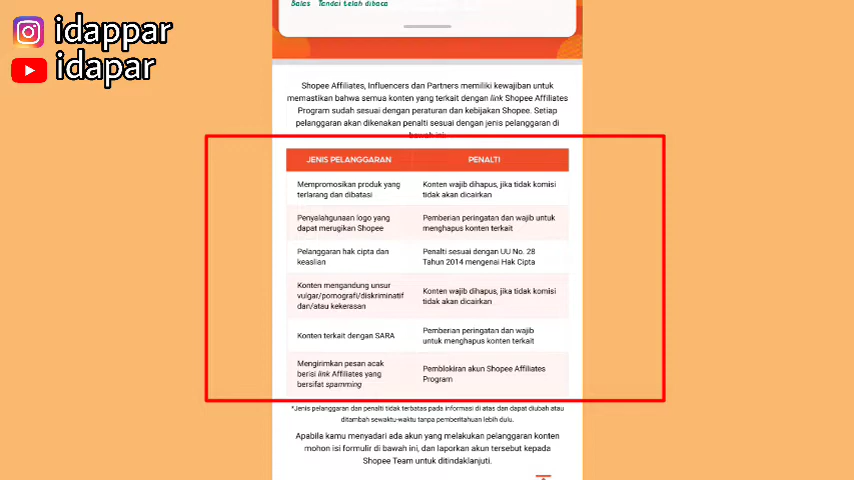 idappar
idapar
Sales Tandai telah dibaca
Shopee Affiliates, Influencers dan Partners memiliki kewajiban untuk
memastikan bahwa semua konten yang terkait dengan link Shopee Affiliates
Program sudah sesuai dengan peraturan dan kebijakan Shopee. Setiap
pelanggaran akan dikenakan penalti sesuai dengan jenis pelanggaran di
bawah ini:
JENIS PELANGGARAN PENALTI
Mempromosikan produk yang Konten wajib dihapus, jika tidak komisi
terlarang dan dibatasi tidak akan dicairkan
Penyalahgunaan logo yang Pemberian peringatan dan wajib untuk
dapat merugikan Shopee menghapus konten terkait
Pelanggaran hak cipta dan Penalti sesuai dengan UU No. 28
keaslian Tahun 2014 mengenai Hak Cipta
Konten mengandung unsur
vulgar/pornografi/diskriminatif Konten wajib dihapus, jika tidak komisi
dan/atau kekerasan tidak akan dicairkan
Konten terkait dengan SARA Pemberian peringatan dan wajib
untuk menghapus konten terkait
Mengirimkan pesan acak
berisi link Affiliates yang Pemblokiran akun Shopee Affiliates
bersifat spamming Program
*Jenis pelanggaran dan penalti tidak terbatas pada informasi di atas dan dapat diubah atau
ditambah sewaktu-waktu tanpa pemberitahuan lebih dulu.
Apabila kamu menyadari ada akun yang melakukan pelanggaran konten
mohon isi formulir di bawah ini, dan laporkan akun tersebut kepada
Shopee Team untuk ditindaklanjuti.